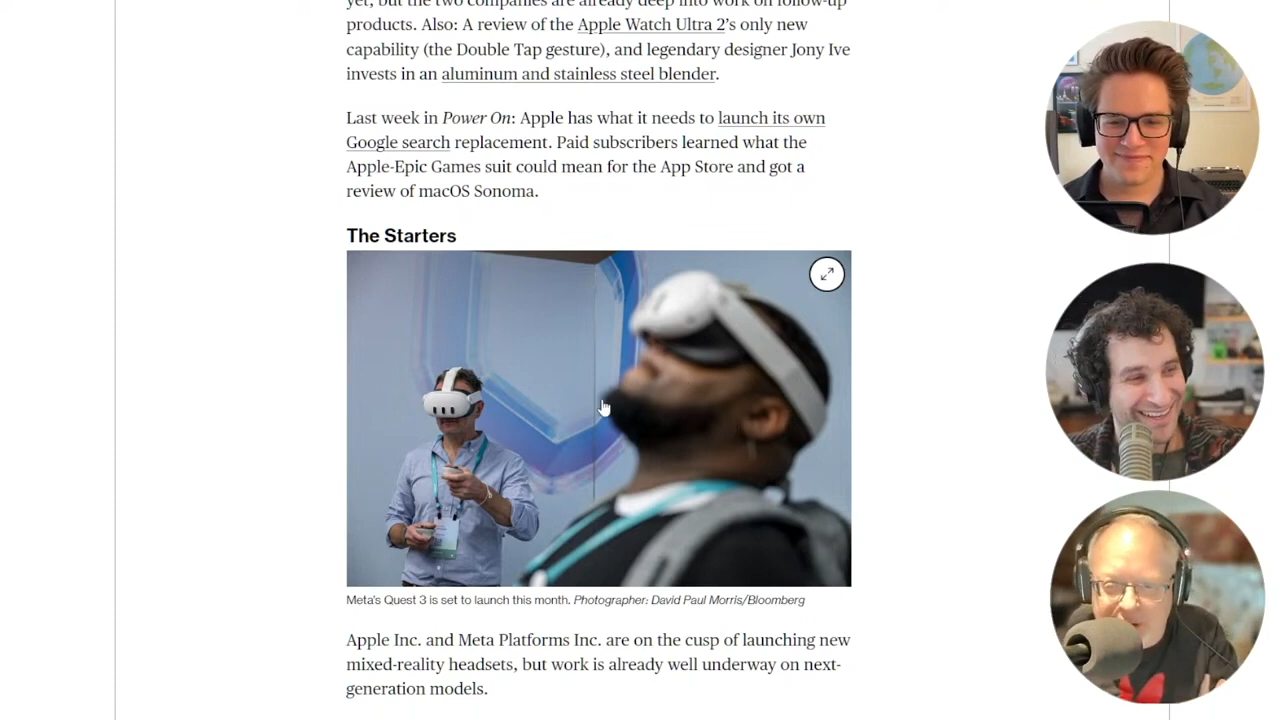 yet, but the two companies are already deep into work on follow-up
products. Also: A review of the Apple Watch Ultra 2’s only new
capability (the Double Tap gesture), and legendary designer Jony Ive
invests in an aluminum and stainless steel blender.
Last week in Power On: Apple has what it needs to launch its own
Google search replacement. Paid subscribers learned what the
Apple-Epic Games suit could mean for the App Store and got a
review of macOS Sonoma.
The Starters
Meta’s Quest 3 is set to launch this month. Photographer: David Paul Morris/Bloomberg
Apple Inc. and Meta Platforms Inc. are on the cusp of launching new
mixed-reality headsets, but work is already well underway on next-
generation models.